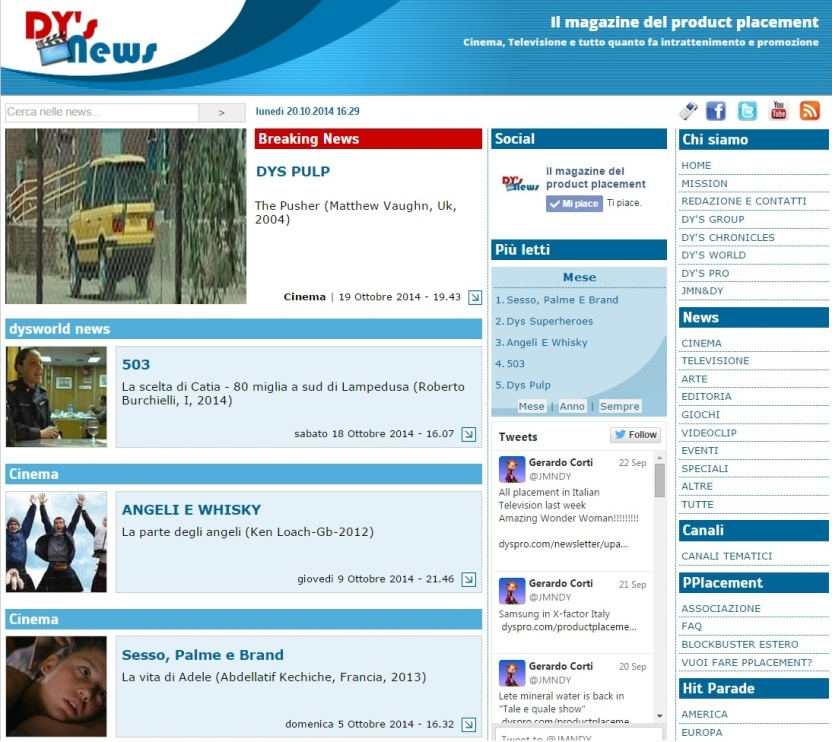 DY's News
Il magazine del product placement
Cinema, Televisione e tutto quanto fa intrattenimento e promozione
Cerca nelle news...
>
lunedi 20.10.2014 16:29
You Tube
Breaking News
DYS PULP
The Pusher (Matthew Vaughn, Uk,
2004)
Cinema | 19 Ottobre 2014 - 19.43
dysworld news
503
La scelta di Catia - 80 miglia a sud di Lampedusa (Roberto
Burchielli, I, 2014)
sabato 18 Ottobre 2014 - 16.07
Cinema
ANGELI E WHISKY
La parte degli angeli (Ken Loach-Gb-2012)
giovedi 9 Ottobre 2014 - 21.46
Cinema
Sesso, Palme e Brand
La vita di Adele (Abdellatif Kechiche, Francia, 2013)
domenica 5 Ottobre 2014 - 16.32
Social
DY's News
Il magazine del
product placement
Mi piace Ti piace.
Più letti
Mese
1. Sesso, Palme E Brand
2. Dys Superheroes
3. Angeli E Whisky
4. 503
5. Dys Pulp
Mese | Anno | Sempre
Tweets
Follow
Gerardo Corti 22 Sep
@JMNDY
All placement in Italian
Television last week
Amazing Wonder Woman!!!!!!!!!
dyspro.com/newsletter/upa...
Gerardo Corti 21 Sep
@JMNDY
Samsung in X-factor Italy
dyspro.com/productplaceme...
Gerardo Corti 20 Sep
@JMNDY
Lete mineral water is back in
"Tale e quale show"
dyspro.com/productplaceme...
Tweet to @JMNDY
Chi siamo
HOME
MISSION
REDAZIONE E CONTATTI
DY'S GROUP
DY'S CHRONICLES
DY'S WORLD
DY'S PRO
JMN&DY
News
CINEMA
TELEVISIONE
ARTE
EDITORIA
GIOCHI
VIDEOCLIP
EVENTI
SPECIALI
ALTRE
TUTTE
Canali
CANALI TEMATICI
PPlacement
ASSOCIAZIONE
FAQ
BLOCKBUSTER ESTERO
VUOI FARE PPLACEMENT?
Hit Parade
AMERICA
EUROPA